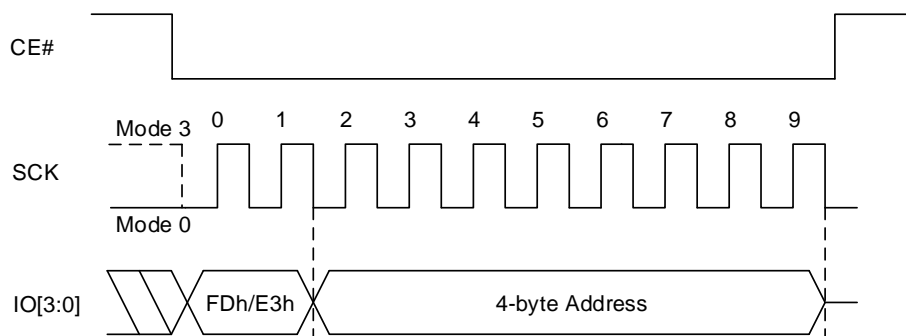 CE#
Mode 3
0 1 2 3 4 5 6 7 8 9
SCK
Mode 0
IO[3:0]
FDh/E3h
4-byte Address